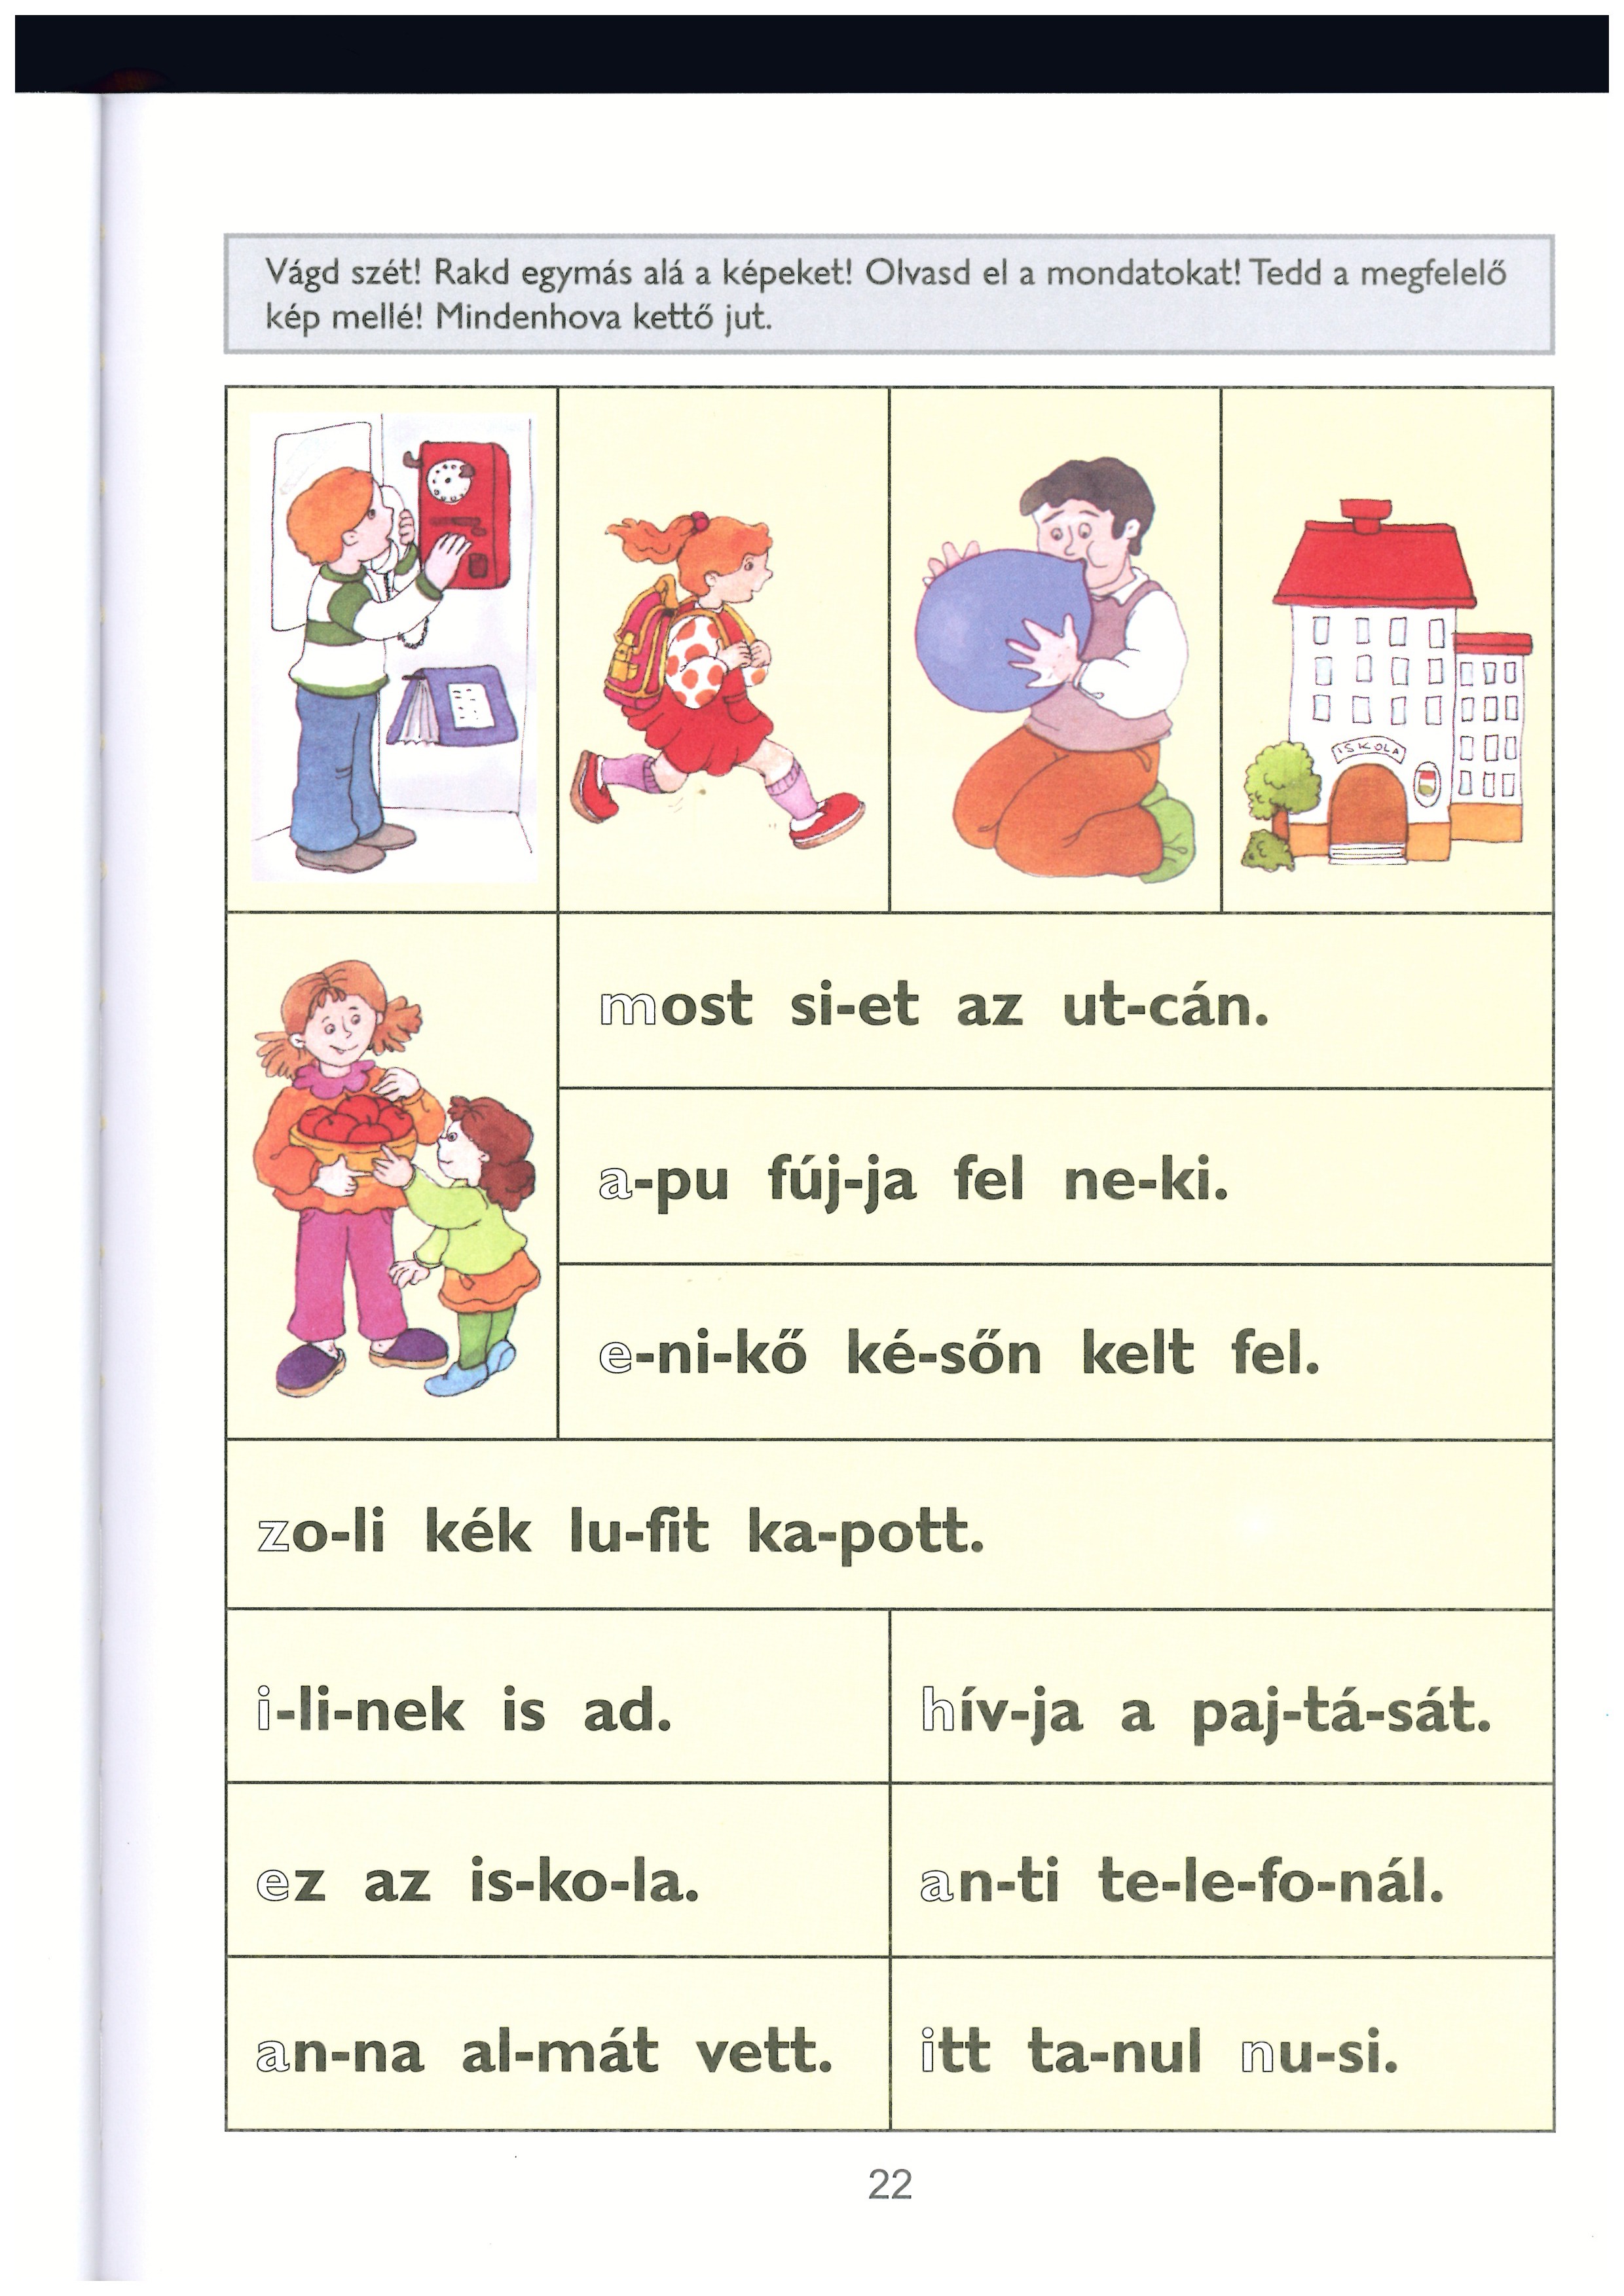 Vágd szét! Rakd egymás alá a képeket! Olvasd el a mondatokat! Tedd a megfelelő
kép mellé! Mindenhova kettő jut.
ISKOLA
most si-et az ut-cán.
a-pu fúj-ja fel ne-ki.
e-ni-kő ké-sőn kelt fel.
zo-li kék lu-fit ka-pott.
i-li-nek is ad.
hív-ja a paj-tá-sát.
ez az is-ko-la.
an-ti te-le-fo-nál.
an-na al-mát vett.
itt ta-nul nu-si.
22